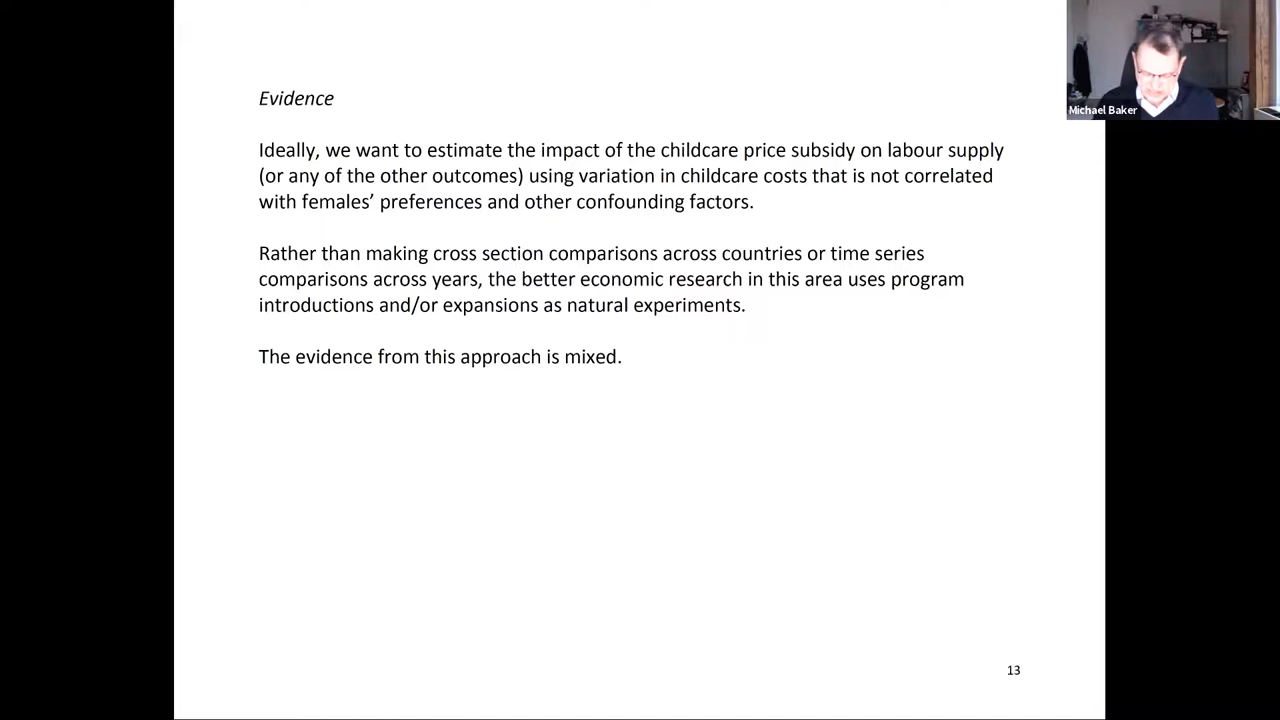 Evidence
Ideally, we want to estimate the impact of the childcare price subsidy on labour supply
(or any of the other outcomes) using variation in childcare costs that is not correlated
with females’ preferences and other confounding factors.
Rather than making cross section comparisons across countries or time series
comparisons across years, the better economic research in this area uses program
introductions and/or expansions as natural experiments.
The evidence from this approach is mixed.
13
Michael Baker